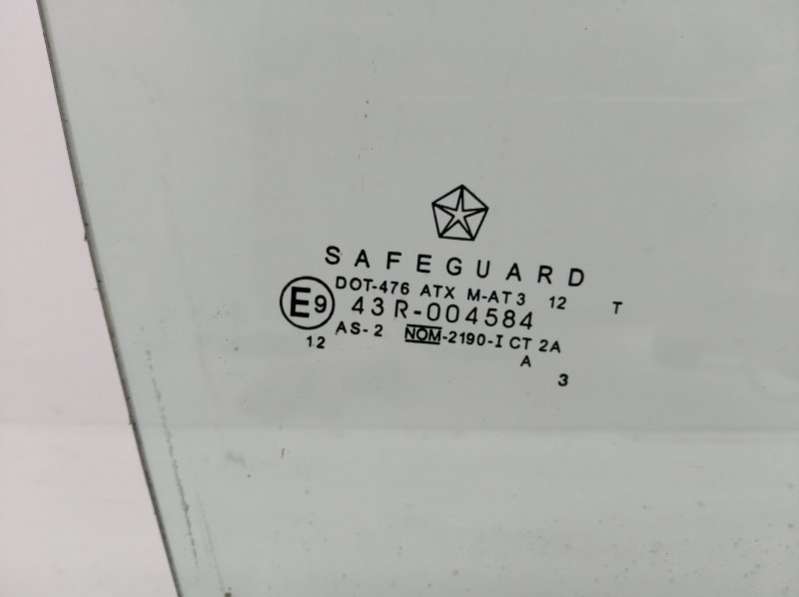 SAFEGUARD
DOT-476 ATX M-AT3 12 T
E9 43R-004584
AS-2 NOM-2190-I CT 2A
12 A
3